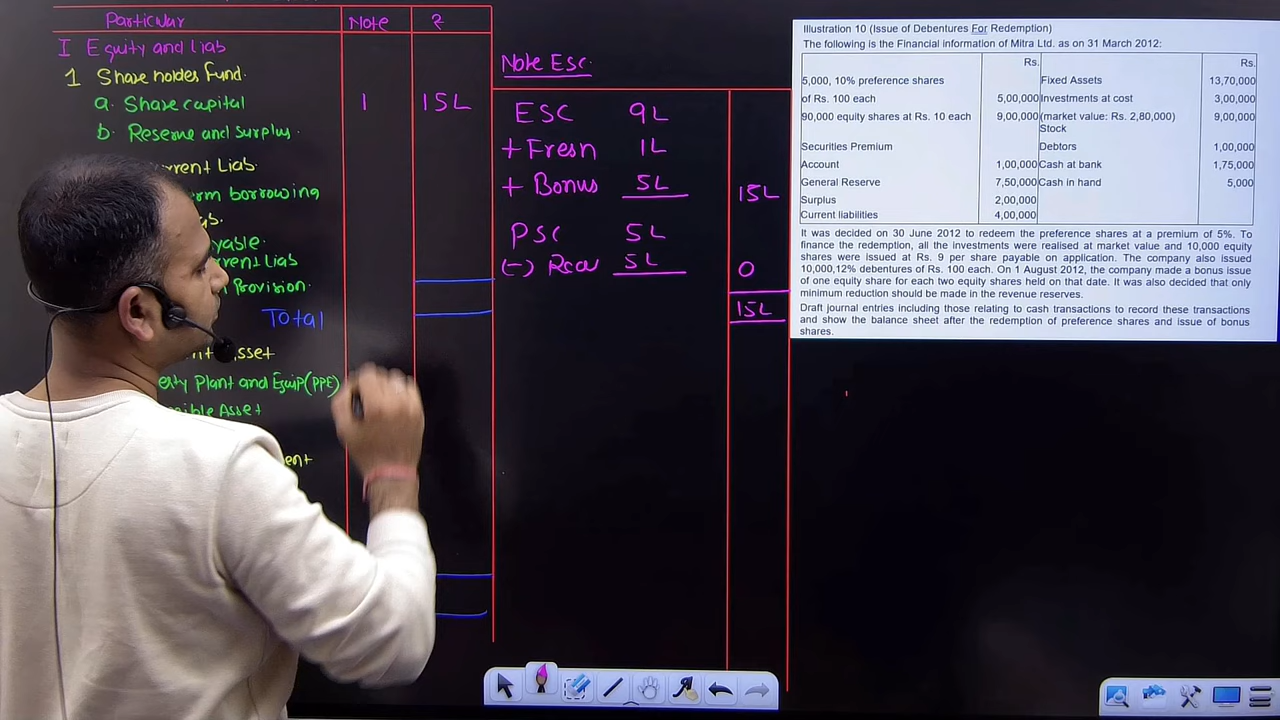 Particular Note ₹
I Equity and Liab
1 Share holdes Fund.
a. Share capital 1 15L
b. Reserve and Surplus.
rrent Liab.
rm borrowing
yable.
rrent Liab
Provision.
Total
Asset
erty Plant and Equip(PPE)
Asset
ent
Note ESC.
ESC 9L
+ Fresh 1L
+ Bonus 5L 15L
PSC 5L
(-) 5L 0
15L
Illustration 10 (Issue of Debentures For Redemption)
The following is the Financial information of Mitra Ltd. as on 31 March 2012:
Rs. Rs.
5,000, 10% preference shares Fixed Assets 13,70,000
of Rs. 100 each 5,00,000 Investments at cost 3,00,000
90,000 equity shares at Rs. 10 each 9,00,000 (market value: Rs. 2,80,000) 9,00,000
Stock
Securities Premium Debtors 1,00,000
Account 1,00,000 Cash at bank 1,75,000
General Reserve 7,50,000 Cash in hand 5,000
Surplus 2,00,000
Current liabilities 4,00,000
It was decided on 30 June 2012 to redeem the preference shares at a premium of 5%. To
finance the redemption, all the investments were realised at market value and 10,000 equity
shares were issued at Rs. 9 per share payable on application. The company also issued
10,000,12% debentures of Rs. 100 each. On 1 August 2012, the company made a bonus issue
of one equity share for each two equity shares held on that date. It was also decided that only
minimum reduction should be made in the revenue reserves.
Draft journal entries including those relating to cash transactions to record these transactions
and show the balance sheet after the redemption of preference shares and issue of bonus
shares.